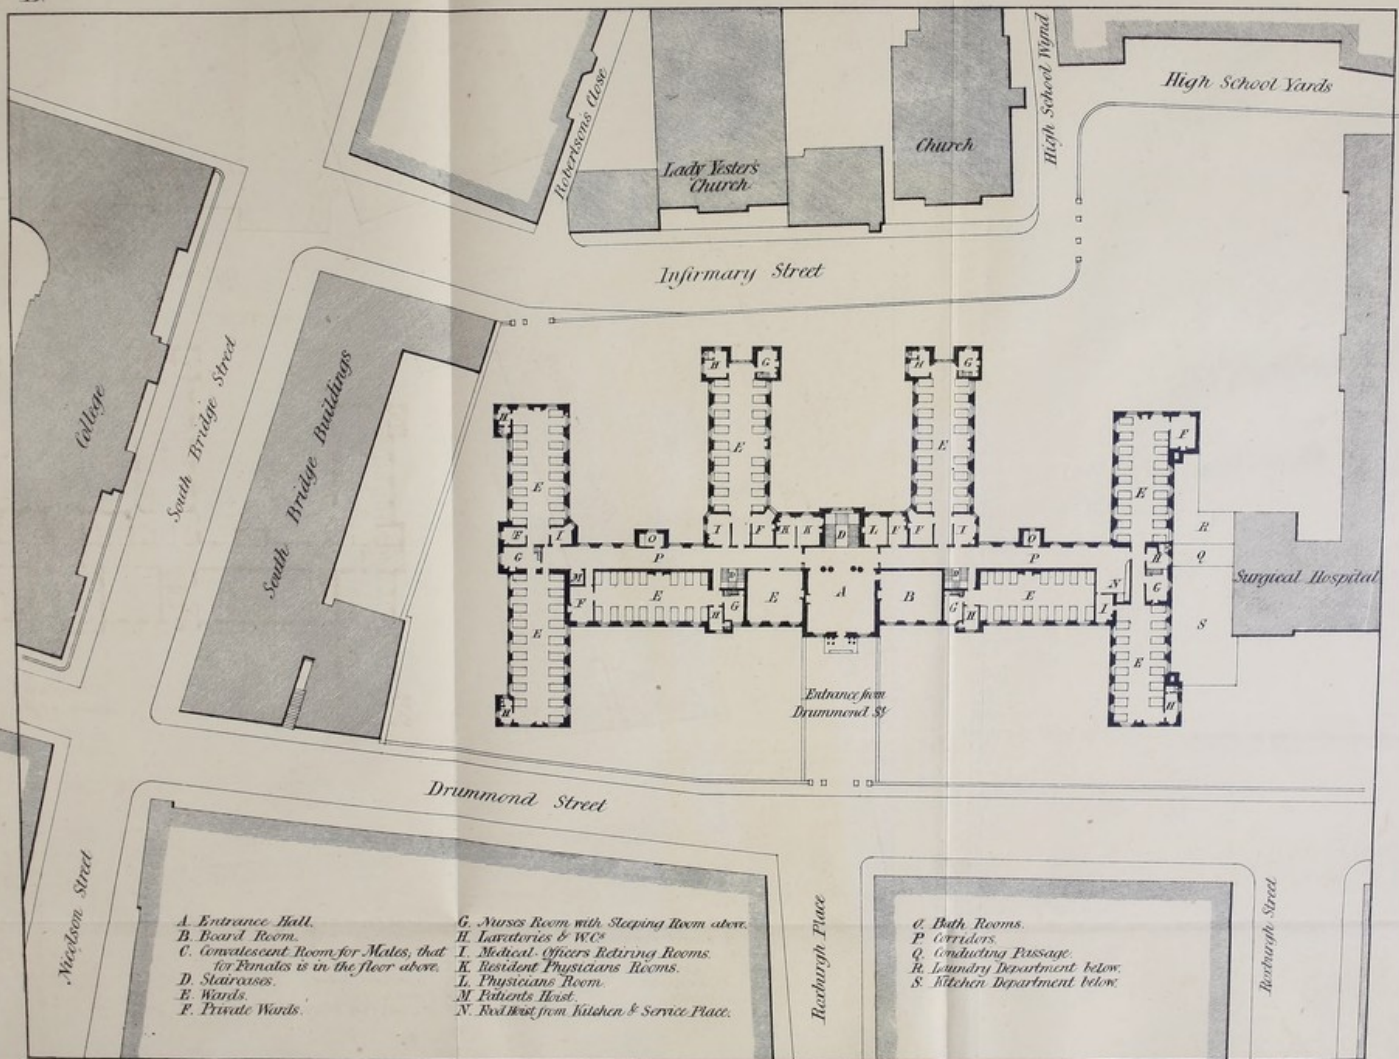 High School Yards
High School Wynd
Robertsons Close
Church
Lady Yester's
Church.
Infirmary Street
College
South Bridge Street
South Bridge Buildings
H G H G
H E E E F E
F I I F K K D L F F I R
G O P O P H Q
M N G
F E H G E A B G H E I Surgical Hospital
E E S
H H
Entrance from
Drummond St.
Drummond Street
Nicolson Street
Roxburgh Place
Roxburgh Street
A. Entrance Hall.
B. Board Room.
C. Convalescent Room for Males, that
for Females is in the floor above.
D. Staircases.
E. Wards.
F. Private Wards.
G. Nurses Room with Sleeping Room above.
H. Lavatories & W.Cs
I. Medical Officers Retiring Rooms.
K. Resident Physicians Rooms.
L. Physicians Room.
M. Patients Hoist.
N. Food Hoist from Kitchen & Service Place.
O. Bath Rooms.
P. Corridors.
Q. Conducting Passage.
R. Laundry Department below.
S. Kitchen Department below.